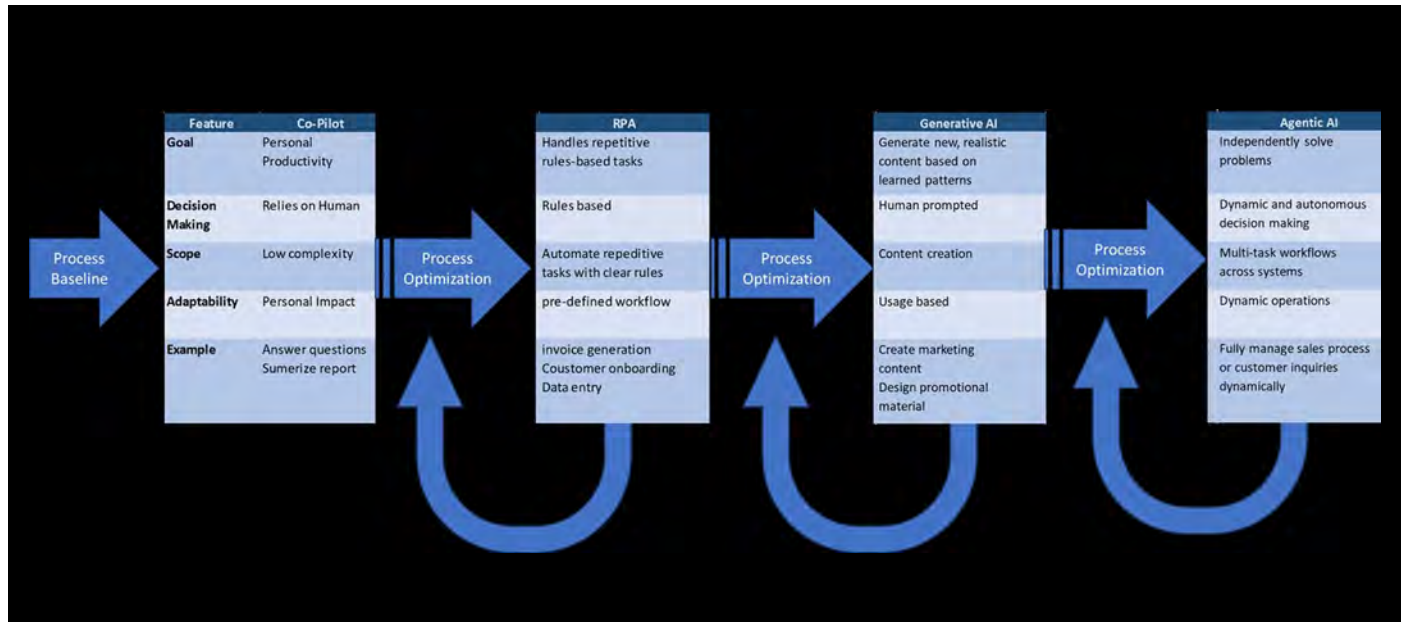 Process
Baseline
Feature
Co-Pilot
Goal
Personal
Productivity
Decision
Making
Relies on Human
Scope
Low complexity
Adaptability
Personal Impact
Example
Answer questions
Sumerize report
Process
Optimization
RPA
Handles repetitive
rules-based tasks
Rules based
Automate repeditive
tasks with clear rules
pre-defined workflow
invoice generation
Coustomer onboarding
Data entry
Process
Optimization
Generative AI
Generate new, realistic
content based on
learned patterns
Human prompted
Content creation
Usage based
Create marketing
content
Design promotional
material
Process
Optimization
Agentic AI
Independently solve
problems
Dynamic and autonomous
decision making
Multi-task workflows
across systems
Dynamic operations
Fully manage sales process
or customer inquiries
dynamically